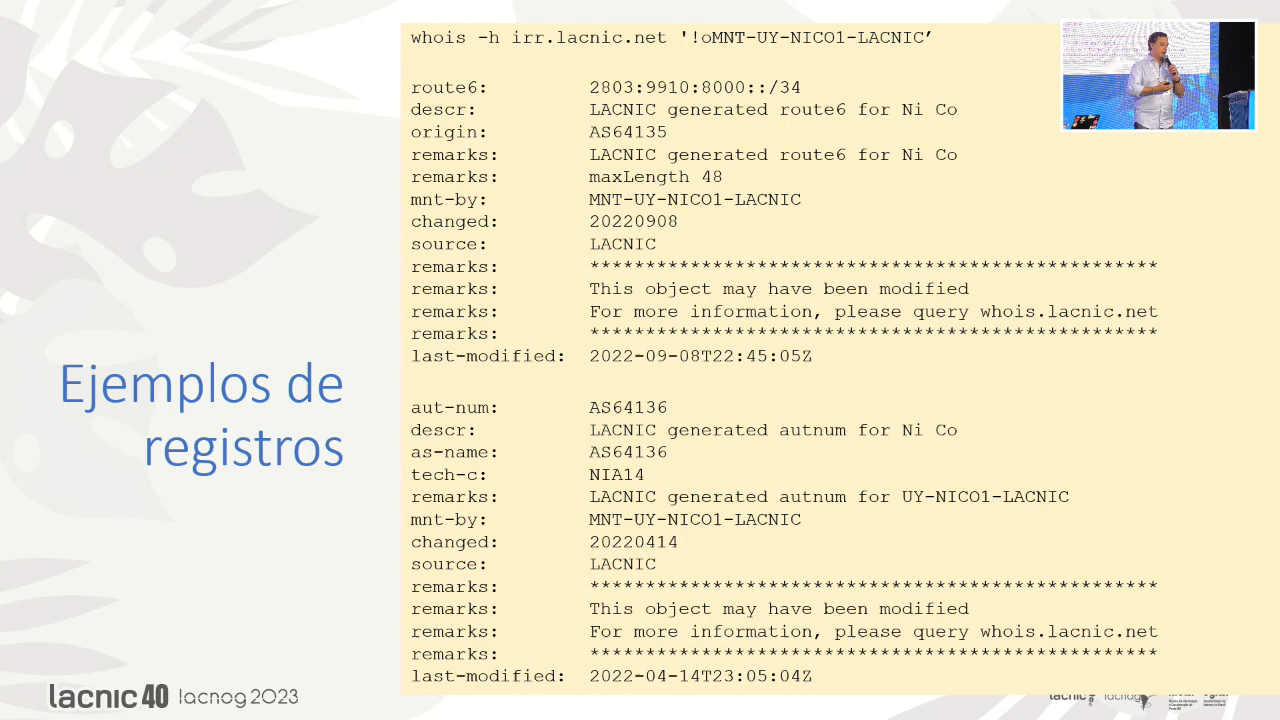 whois -h irr.lacnic.net '!oMNT-UY-NICO1-LACNIC’
route6: 2803:9910:8000::/34
descr: LACNIC generated route6 for Ni Co
origin: AS64135
remarks: LACNIC generated route6 for Ni Co
remarks: maxLength 48
mnt-by: MNT-UY-NICO1-LACNIC
changed: 20220908
source: LACNIC
remarks: ***************************************************
remarks: This object may have been modified
remarks: For more information, please query whois.lacnic.net
remarks: ***************************************************
last-modified: 2022-09-08T22:45:05Z
aut-num: AS64136
descr: LACNIC generated autnum for Ni Co
as-name: AS64136
tech-c: NIA14
remarks: LACNIC generated autnum for UY-NICO1-LACNIC
mnt-by: MNT-UY-NICO1-LACNIC
changed: 20220414
source: LACNIC
remarks: ***************************************************
remarks: This object may have been modified
remarks: For more information, please query whois.lacnic.net
remarks: ***************************************************
last-modified: 2022-04-14T23:05:04Z
Ejemplos de
registros
lacnic 40 lacnog 2023
lacnic lacnog